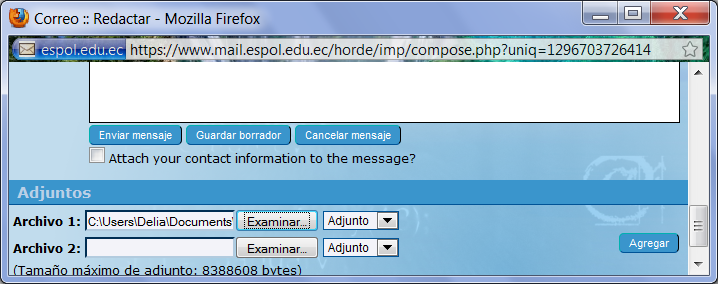 Correo :: Redactar - Mozilla Firefox
espol.edu.ec https://www.mail.espol.edu.ec/horde/imp/compose.php?uniq=1296703726414
Enviar mensaje Guardar borrador Cancelar mensaje
Attach your contact information to the message?
Adjuntos
Archivo 1: C:\Users\Delia\Documents\ Examinar... Adjunto
Archivo 2: Examinar... Adjunto
Agregar
(Tamaño máximo de adjunto: 8388608 bytes)